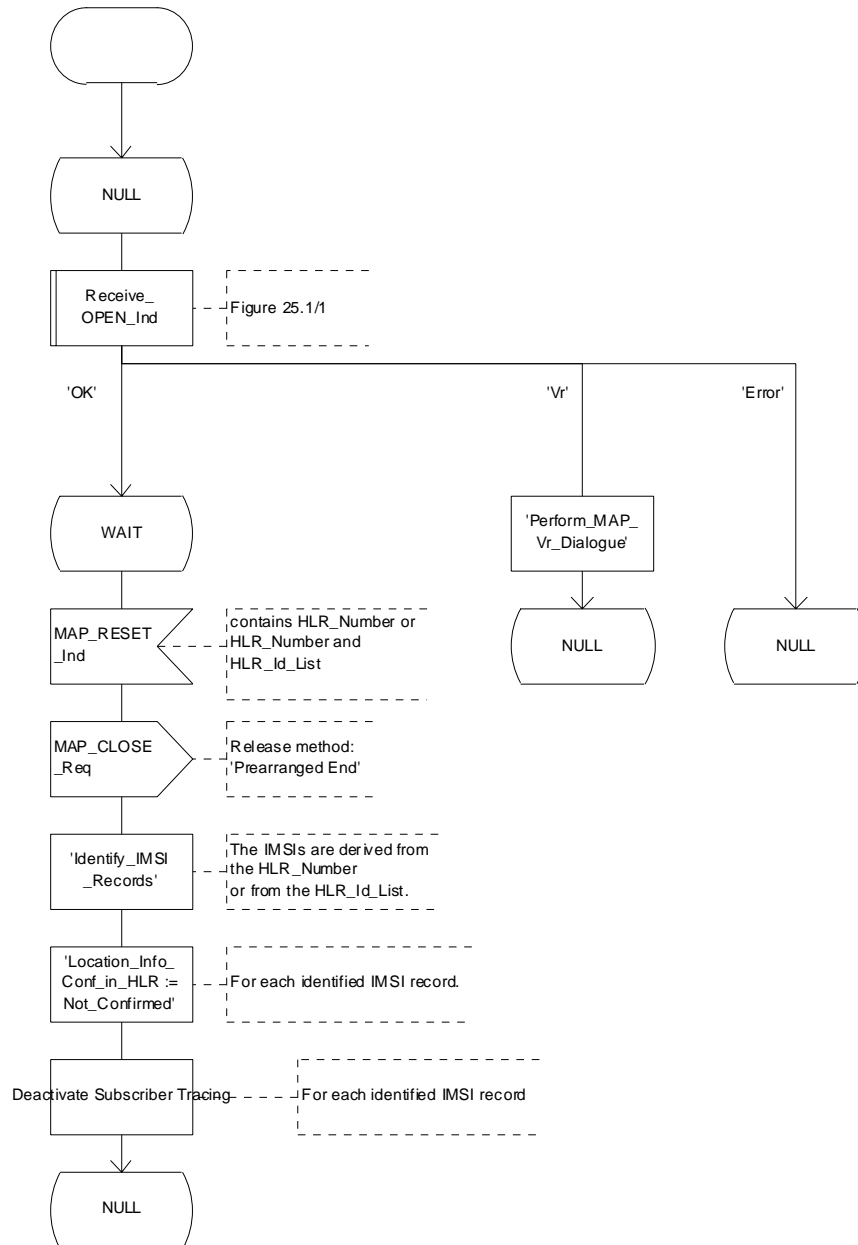 NULL
Receive_
OPEN_Ind
Figure 25.1/1
'OK'
'Vr'
'Error'
WAIT
'Perform_MAP_
Vr_Dialogue'
MAP_RESET
_Ind
contains HLR_Number or
HLR_Number and
HLR_Id_List
NULL
NULL
MAP_CLOSE
_Req
Release method:
'Prearranged End'
'Identify_IMSI
_Records'
The IMSIs are derived from
the HLR_Number
or from the HLR_Id_List.
'Location_Info_
Conf_in_HLR :=
Not_Confirmed'
For each identified IMSI record.
Deactivate Subscriber Tracing
For each identified IMSI record
NULL